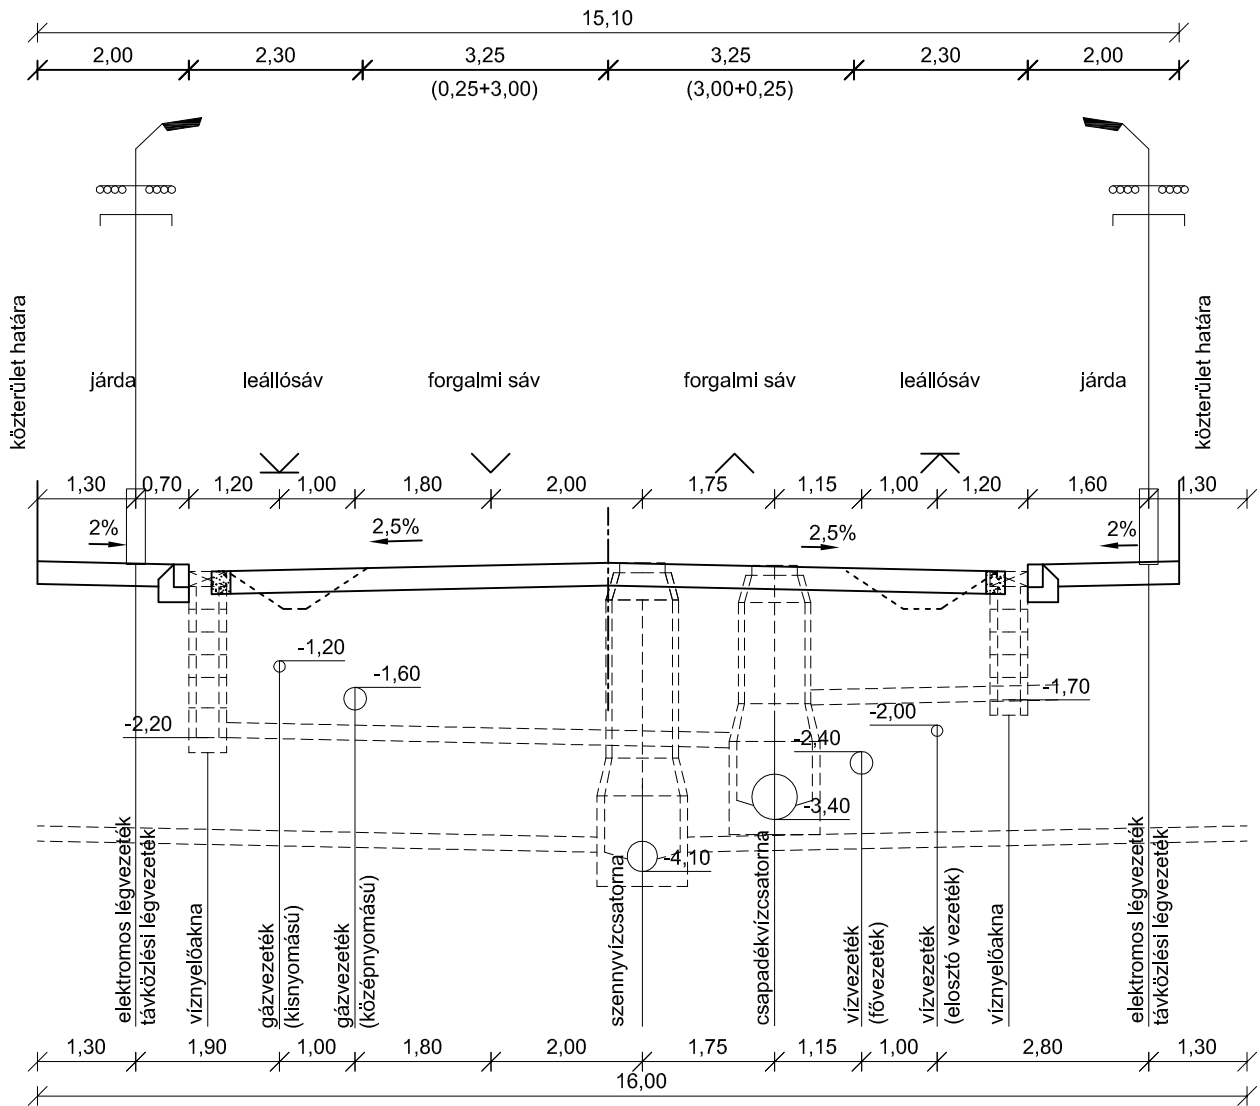 15,10
2,00 2,30 3,25 3,25 2,30 2,00
(0,25+3,00) (3,00+0,25)
közterület határa
közterület határa
járda leállósáv forgalmi sáv forgalmi sáv leállósáv járda
1,30 0,70 1,20 1,00 1,80 2,00 1,75 1,15 1,00 1,20 1,60 1,30
2% 2,5% 2,5% 2%
-1,20
-1,60
-1,70
-2,20
-2,00
-2,40
-3,40
-4,10
elektromos légvezeték
távközlési légvezeték
víznyelőakna
gázvezeték
(kisnyomású)
gázvezeték
(középnyomású)
szennyvízcsatorna
csapadékvízcsatorna
vízvezeték
(fővezeték)
vízvezeték
(elosztó vezeték)
víznyelőakna
elektromos légvezeték
távközlési légvezeték
1,30 1,90 1,00 1,80 2,00 1,75 1,15 1,00 2,80 1,30
16,00